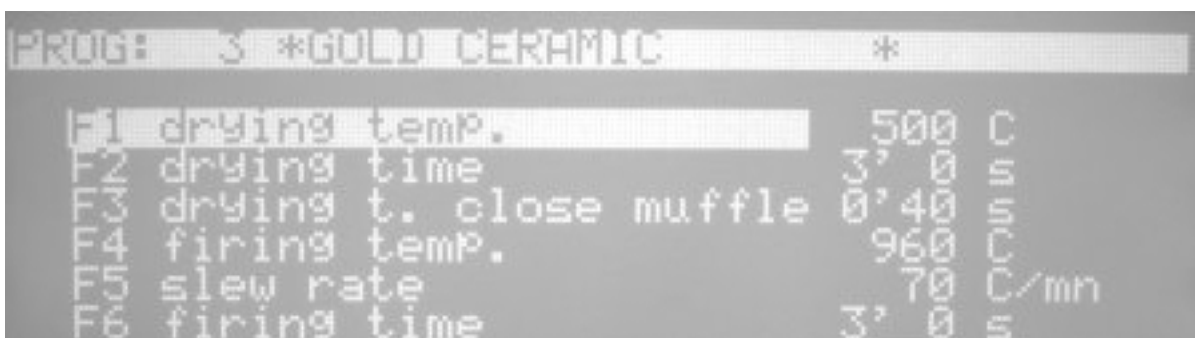 PROG: 3 *GOLD CERAMIC *
F1 drying temp. 500 C
F2 drying time 3' 0 s
F3 drying t. close muffle 0'40 s
F4 firing temp. 960 C
F5 slew rate 70 C/mn
F6 firing time 3' 0 s